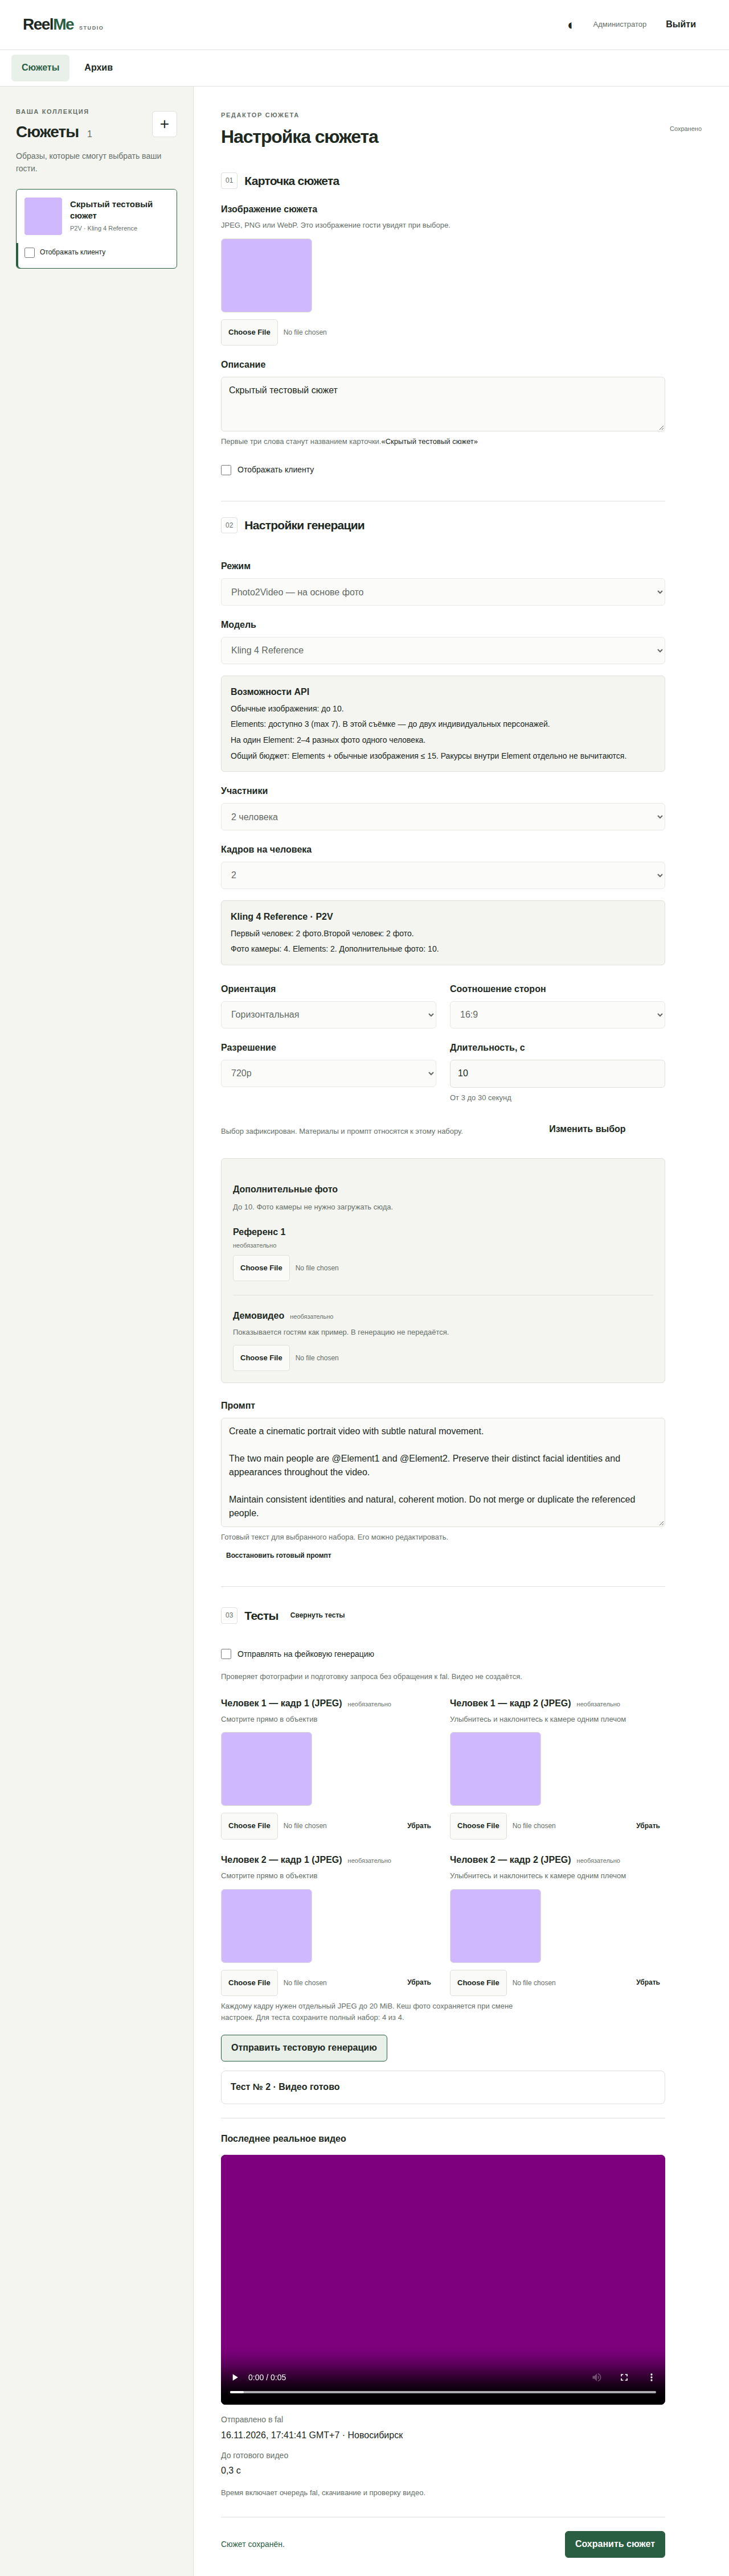 ReelMe STUDIO
Администратор
Выйти
Сюжеты
Архив
ВАША КОЛЛЕКЦИЯ
Сюжеты 1
+
Образы, которые смогут выбрать ваши
гости.
Скрытый тестовый
сюжет
P2V · Kling 4 Reference
Отображать клиенту
РЕДАКТОР СЮЖЕТА
Настройка сюжета
Сохранено
01 Карточка сюжета
Изображение сюжета
JPEG, PNG или WebP. Это изображение гости увидят при выборе.
Choose File No file chosen
Описание
Скрытый тестовый сюжет
Первые три слова станут названием карточки.«Скрытый тестовый сюжет»
Отображать клиенту
02 Настройки генерации
Режим
Photo2Video — на основе фото
Модель
Kling 4 Reference
Возможности API
Обычные изображения: до 10.
Elements: доступно 3 (max 7). В этой съёмке — до двух индивидуальных персонажей.
На один Element: 2–4 разных фото одного человека.
Общий бюджет: Elements + обычные изображения ≤ 15. Ракурсы внутри Element отдельно не вычитаются.
Участники
2 человека
Кадров на человека
2
Kling 4 Reference · P2V
Первый человек: 2 фото.Второй человек: 2 фото.
Фото камеры: 4. Elements: 2. Дополнительные фото: 10.
Ориентация
Горизонтальная
Соотношение сторон
16:9
Разрешение
720p
Длительность, с
10
От 3 до 30 секунд
Выбор зафиксирован. Материалы и промпт относятся к этому набору.
Изменить выбор
Дополнительные фото
До 10. Фото камеры не нужно загружать сюда.
Референс 1
необязательно
Choose File No file chosen
Демовидео необязательно
Показывается гостям как пример. В генерацию не передаётся.
Choose File No file chosen
Промпт
Create a cinematic portrait video with subtle natural movement.
The two main people are @Element1 and @Element2. Preserve their distinct facial identities and
appearances throughout the video.
Maintain consistent identities and natural, coherent motion. Do not merge or duplicate the referenced
people.
Готовый текст для выбранного набора. Его можно редактировать.
Восстановить готовый промпт
03 Тесты Свернуть тесты
Отправлять на фейковую генерацию
Проверяет фотографии и подготовку запроса без обращения к fal. Видео не создаётся.
Человек 1 — кадр 1 (JPEG) необязательно
Смотрите прямо в объектив
Choose File No file chosen Убрать
Человек 1 — кадр 2 (JPEG) необязательно
Улыбнитесь и наклонитесь к камере одним плечом
Choose File No file chosen Убрать
Человек 2 — кадр 1 (JPEG) необязательно
Смотрите прямо в объектив
Choose File No file chosen Убрать
Человек 2 — кадр 2 (JPEG) необязательно
Улыбнитесь и наклонитесь к камере одним плечом
Choose File No file chosen Убрать
Каждому кадру нужен отдельный JPEG до 20 MiB. Кеш фото сохраняется при смене
настроек. Для теста сохраните полный набор: 4 из 4.
Отправить тестовую генерацию
Тест № 2 · Видео готово
Последнее реальное видео
0:00 / 0:05
Отправлено в fal
16.11.2026, 17:41:41 GMT+7 · Новосибирск
До готового видео
0,3 с
Время включает очередь fal, скачивание и проверку видео.
Сюжет сохранён.
Сохранить сюжет